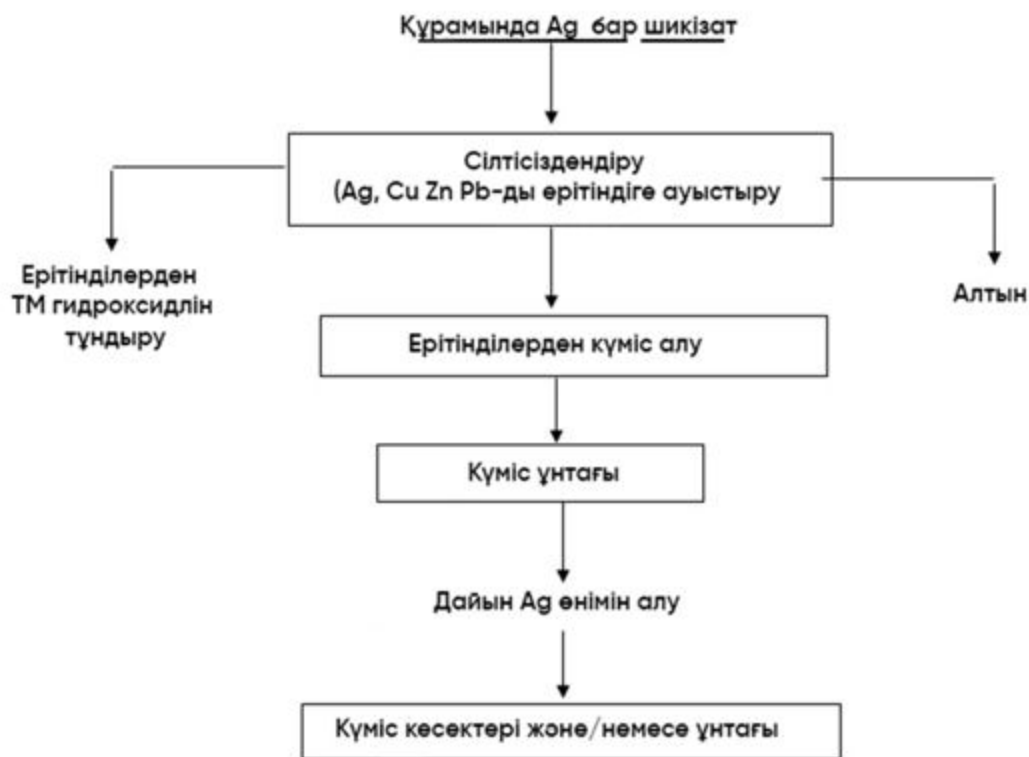 Құрамында Ag бар шикізат
Сілтісіздендіру
(Ag, Cu Zn Pb-ды ерітіндіге ауыстыру
Ерітінділерден
ТМ гидроксидлін
тұндыру
Алтын
Ерітінділерден күміс алу
Күміс ұнтағы
Дайын Ag өнімін алу
Күміс кесектері және/немесе ұнтағы